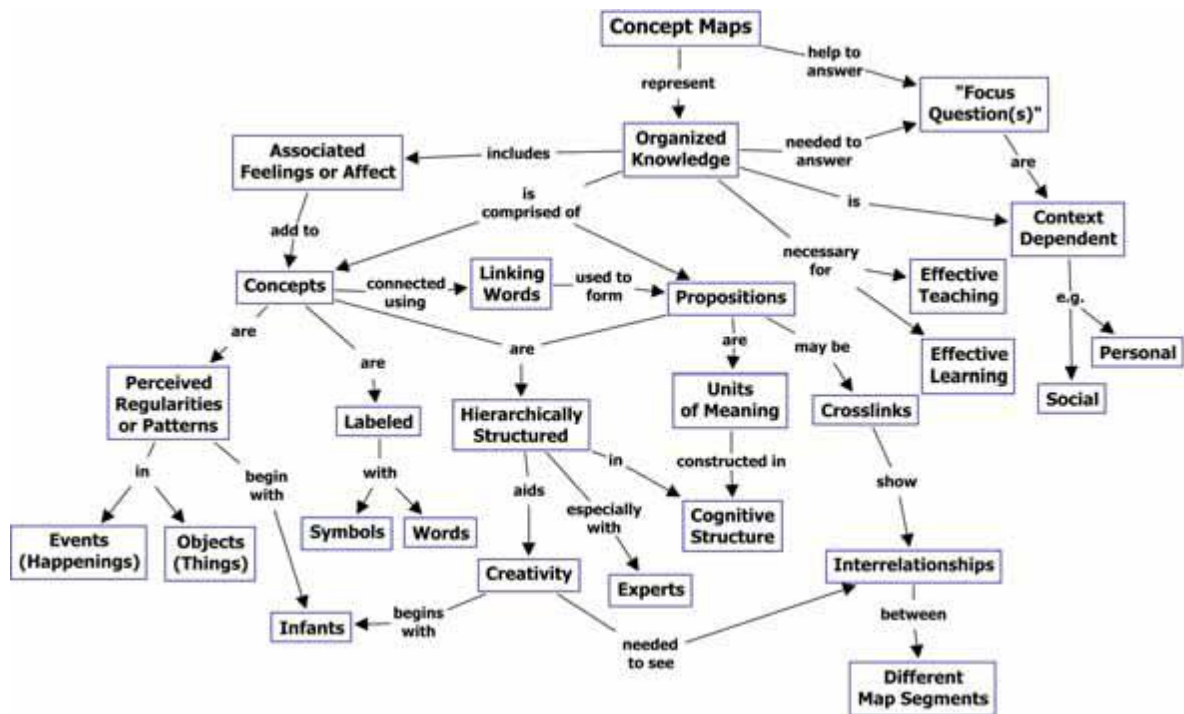 Concept Maps
help to
answer
represent
"Focus
Question(s)"
Organized
Knowledge
needed to
answer
Associated
Feelings or Affect
includes
are
is
comprised of
is
Context
Dependent
add to
necessary
for
Concepts
connected
using
Linking
Words
used to
form
Propositions
Effective
Teaching
e.g.
are
are
are
are
may be
Personal
Effective
Learning
Perceived
Regularities
or Patterns
Labeled
Hierarchically
Structured
Units
of Meaning
Crosslinks
Social
in
begin
with
with
aids
especially
with
in
constructed in
show
Events
(Happenings)
Objects
(Things)
Symbols
Words
Cognitive
Structure
Creativity
Experts
Interrelationships
Infants
begins
with
needed
to see
between
Different
Map Segments